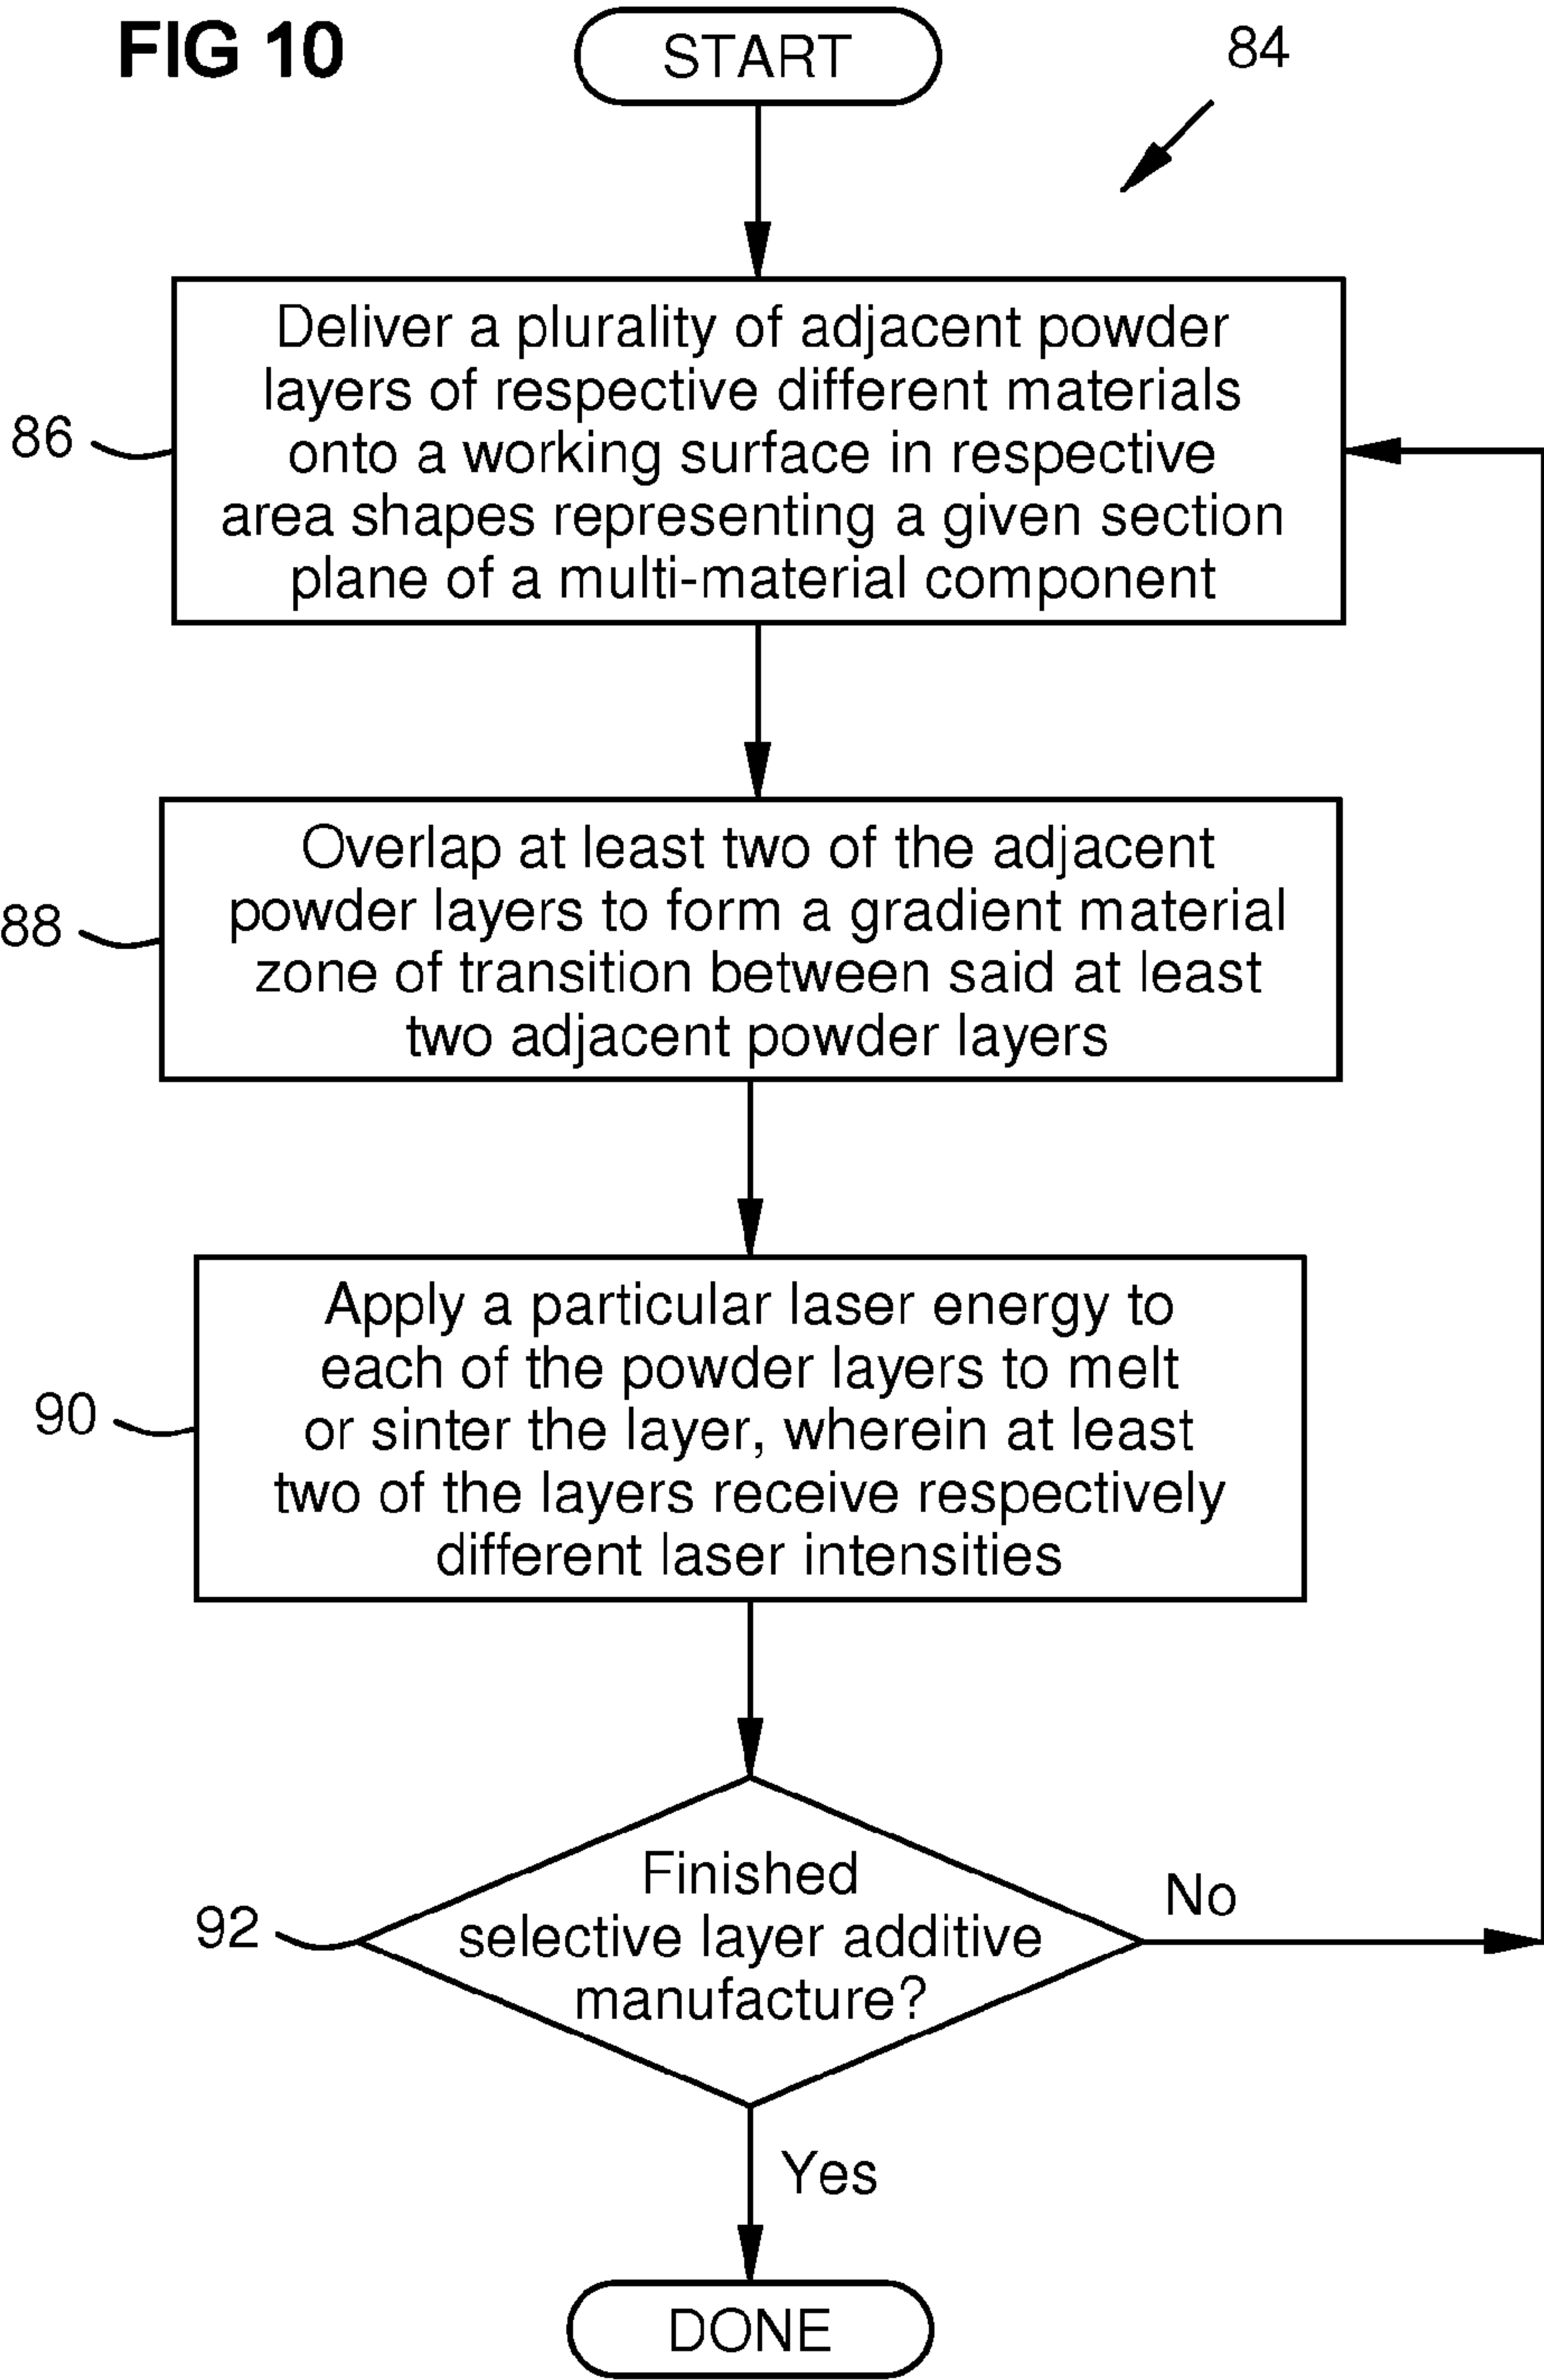 FIG 10
START
84
86
Deliver a plurality of adjacent powder
layers of respective different materials
onto a working surface in respective
area shapes representing a given section
plane of a multi-material component
88
Overlap at least two of the adjacent
powder layers to form a gradient material
zone of transition between said at least
two adjacent powder layers
90
Apply a particular laser energy to
each of the powder layers to melt
or sinter the layer, wherein at least
two of the layers receive respectively
different laser intensities
92
Finished
selective layer additive
manufacture?
No
Yes
DONE